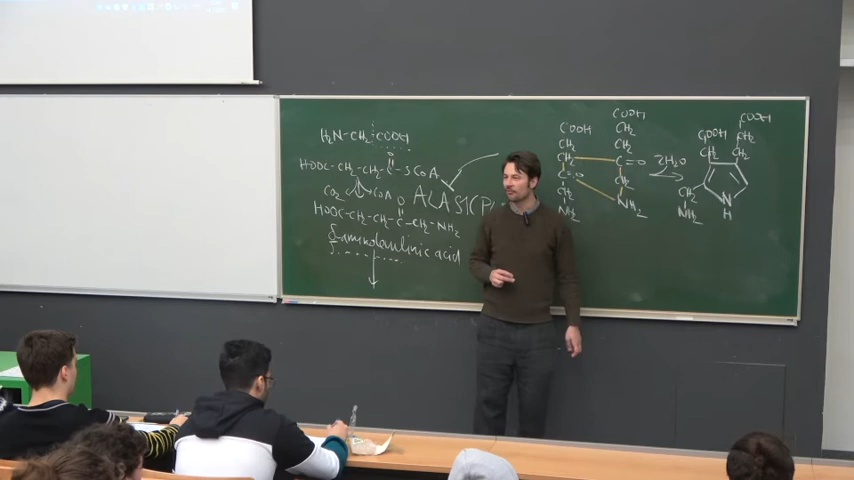 H₂N-CH₂-COOH
O
HOOC-CH₂-CH₂-C-SCoA
CO₂ CoA
ALAS1(P
O
HOOC-CH₂-CH₂-C-CH₂-NH₂
δ-aminolevulinic acid
COOH
CH₂
CH₂
C=O
CH₂
NH₂
COOH
CH₂
CH₂
C=O
CH₂
NH₂
2H₂O
COOH
COOH CH₂
CH₂ CH₂
CH₂
NH₂
N
H